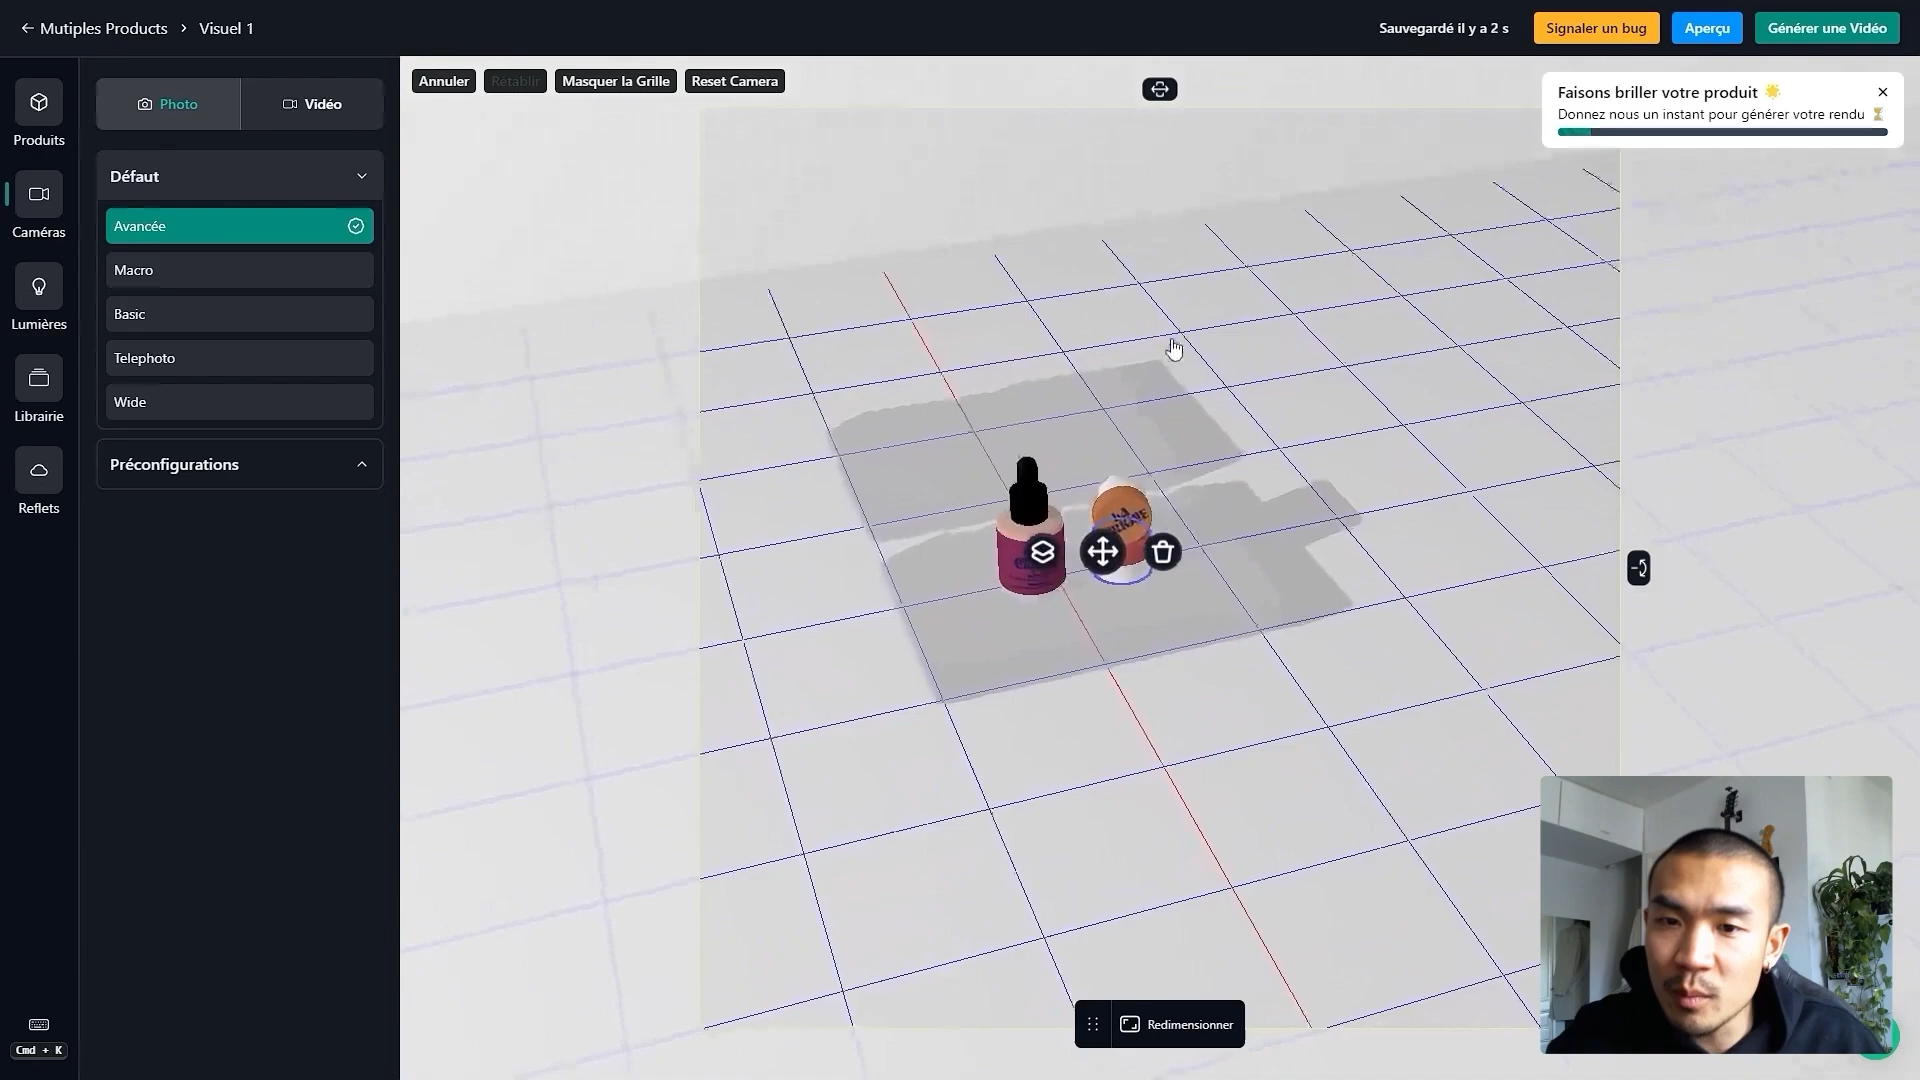 Mutiples Products
Visuel 1
Sauvegardé il y a 2 s
Signaler un bug
Aperçu
Générer une Vidéo
Produits
Caméras
Lumières
Librairie
Reflets
Cmd + K
Photo
Vidéo
Défaut
Avancée
Macro
Basic
Telephoto
Wide
Préconfigurations
Annuler
Rétablir
Masquer la Grille
Reset Camera
Faisons briller votre produit
Donnez nous un instant pour générer votre rendu
Redimensionner